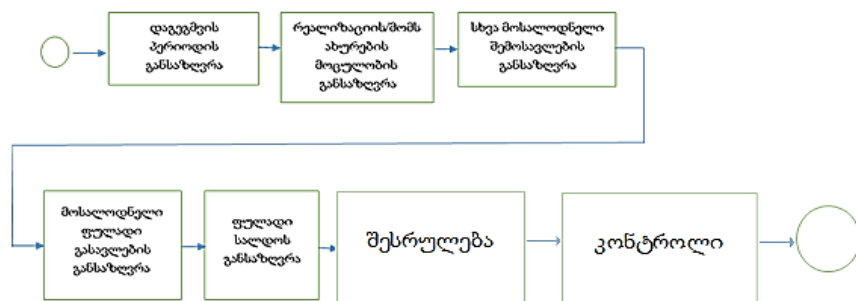 დაგეგმვის
პერიოდის
განსაზღვრა
რეალიზაციის/მომს
ახურების
მოცულობის
განსაზღვრა
სხვა მოსალოდნელი
შემოსავლების
განსაზღვრა
მოსალოდნელი
ფულადი
გასავლების
განსაზღვრა
ფულადი
სალდოს
განსაზღვრა
შესრულება
კონტროლი